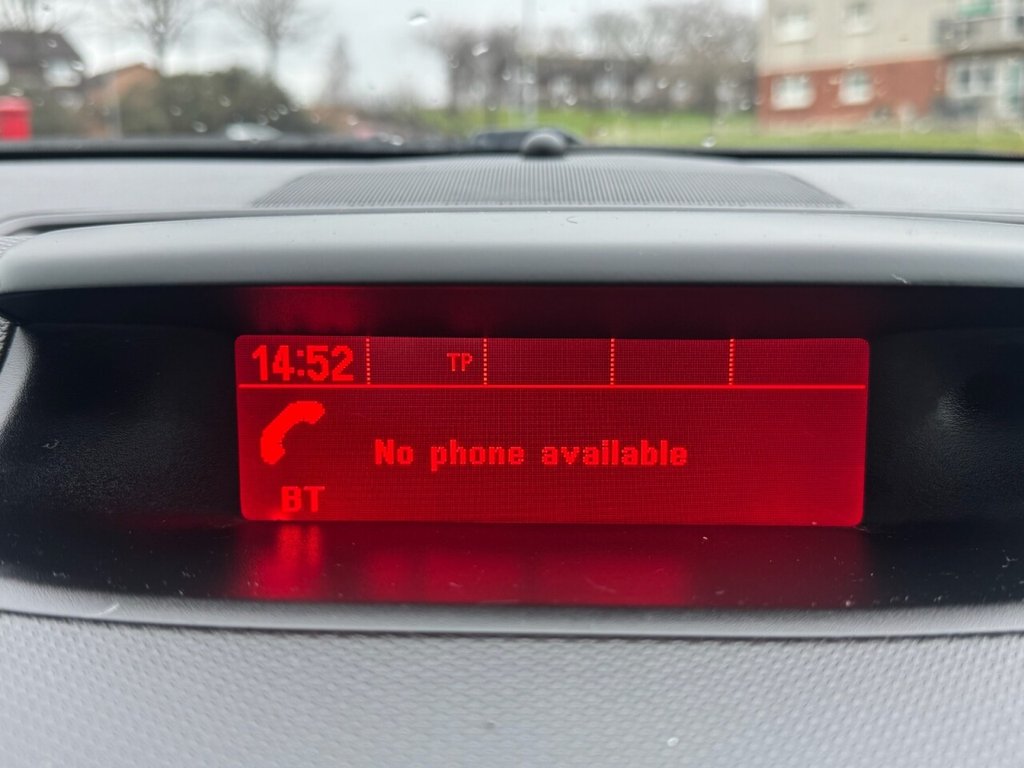 14:52 TP
No phone available
BT